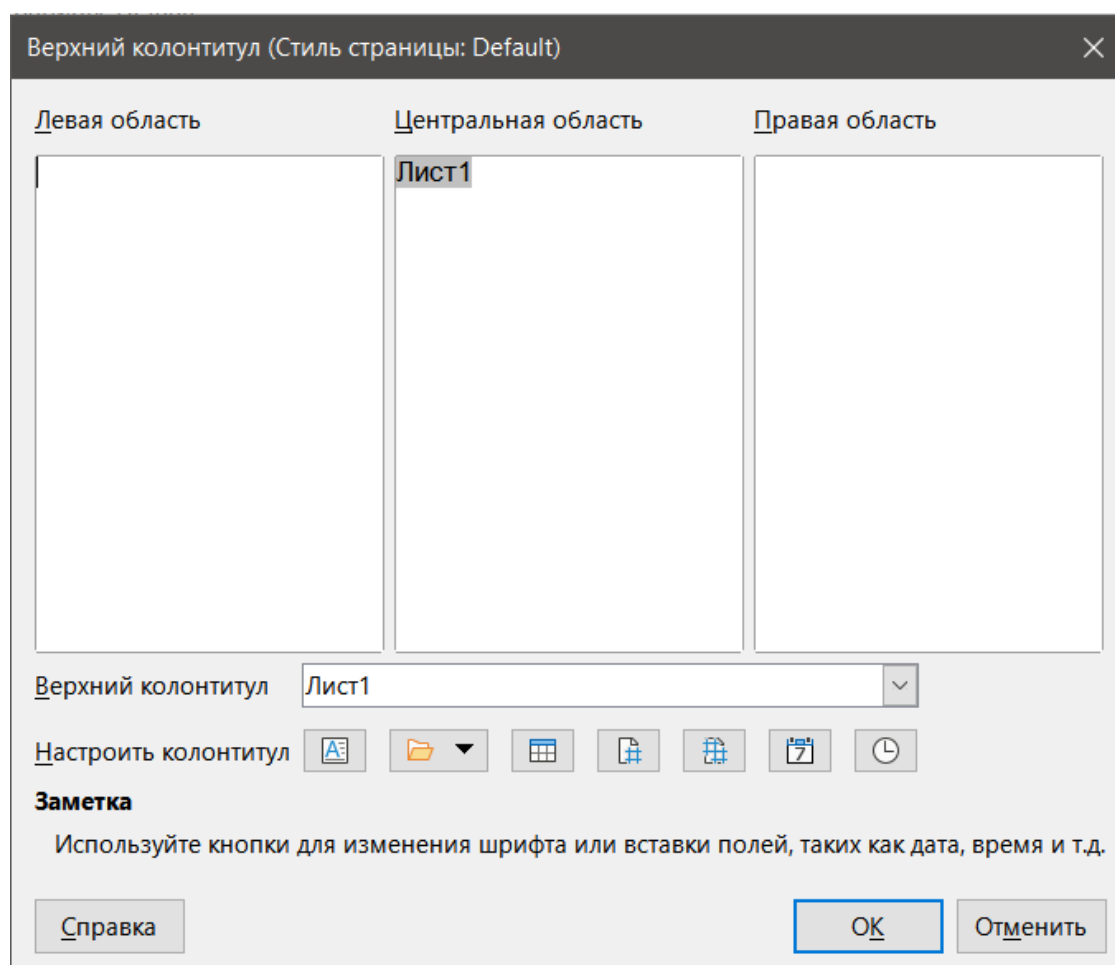 Верхний колонтитул (Стиль страницы: Default)
Левая область Центральная область Правая область
Лист1
Верхний колонтитул Лист1
Настроить колонтитул
Заметка
Используйте кнопки для изменения шрифта или вставки полей, таких как дата, время и т.д.
Справка ОК Отменить